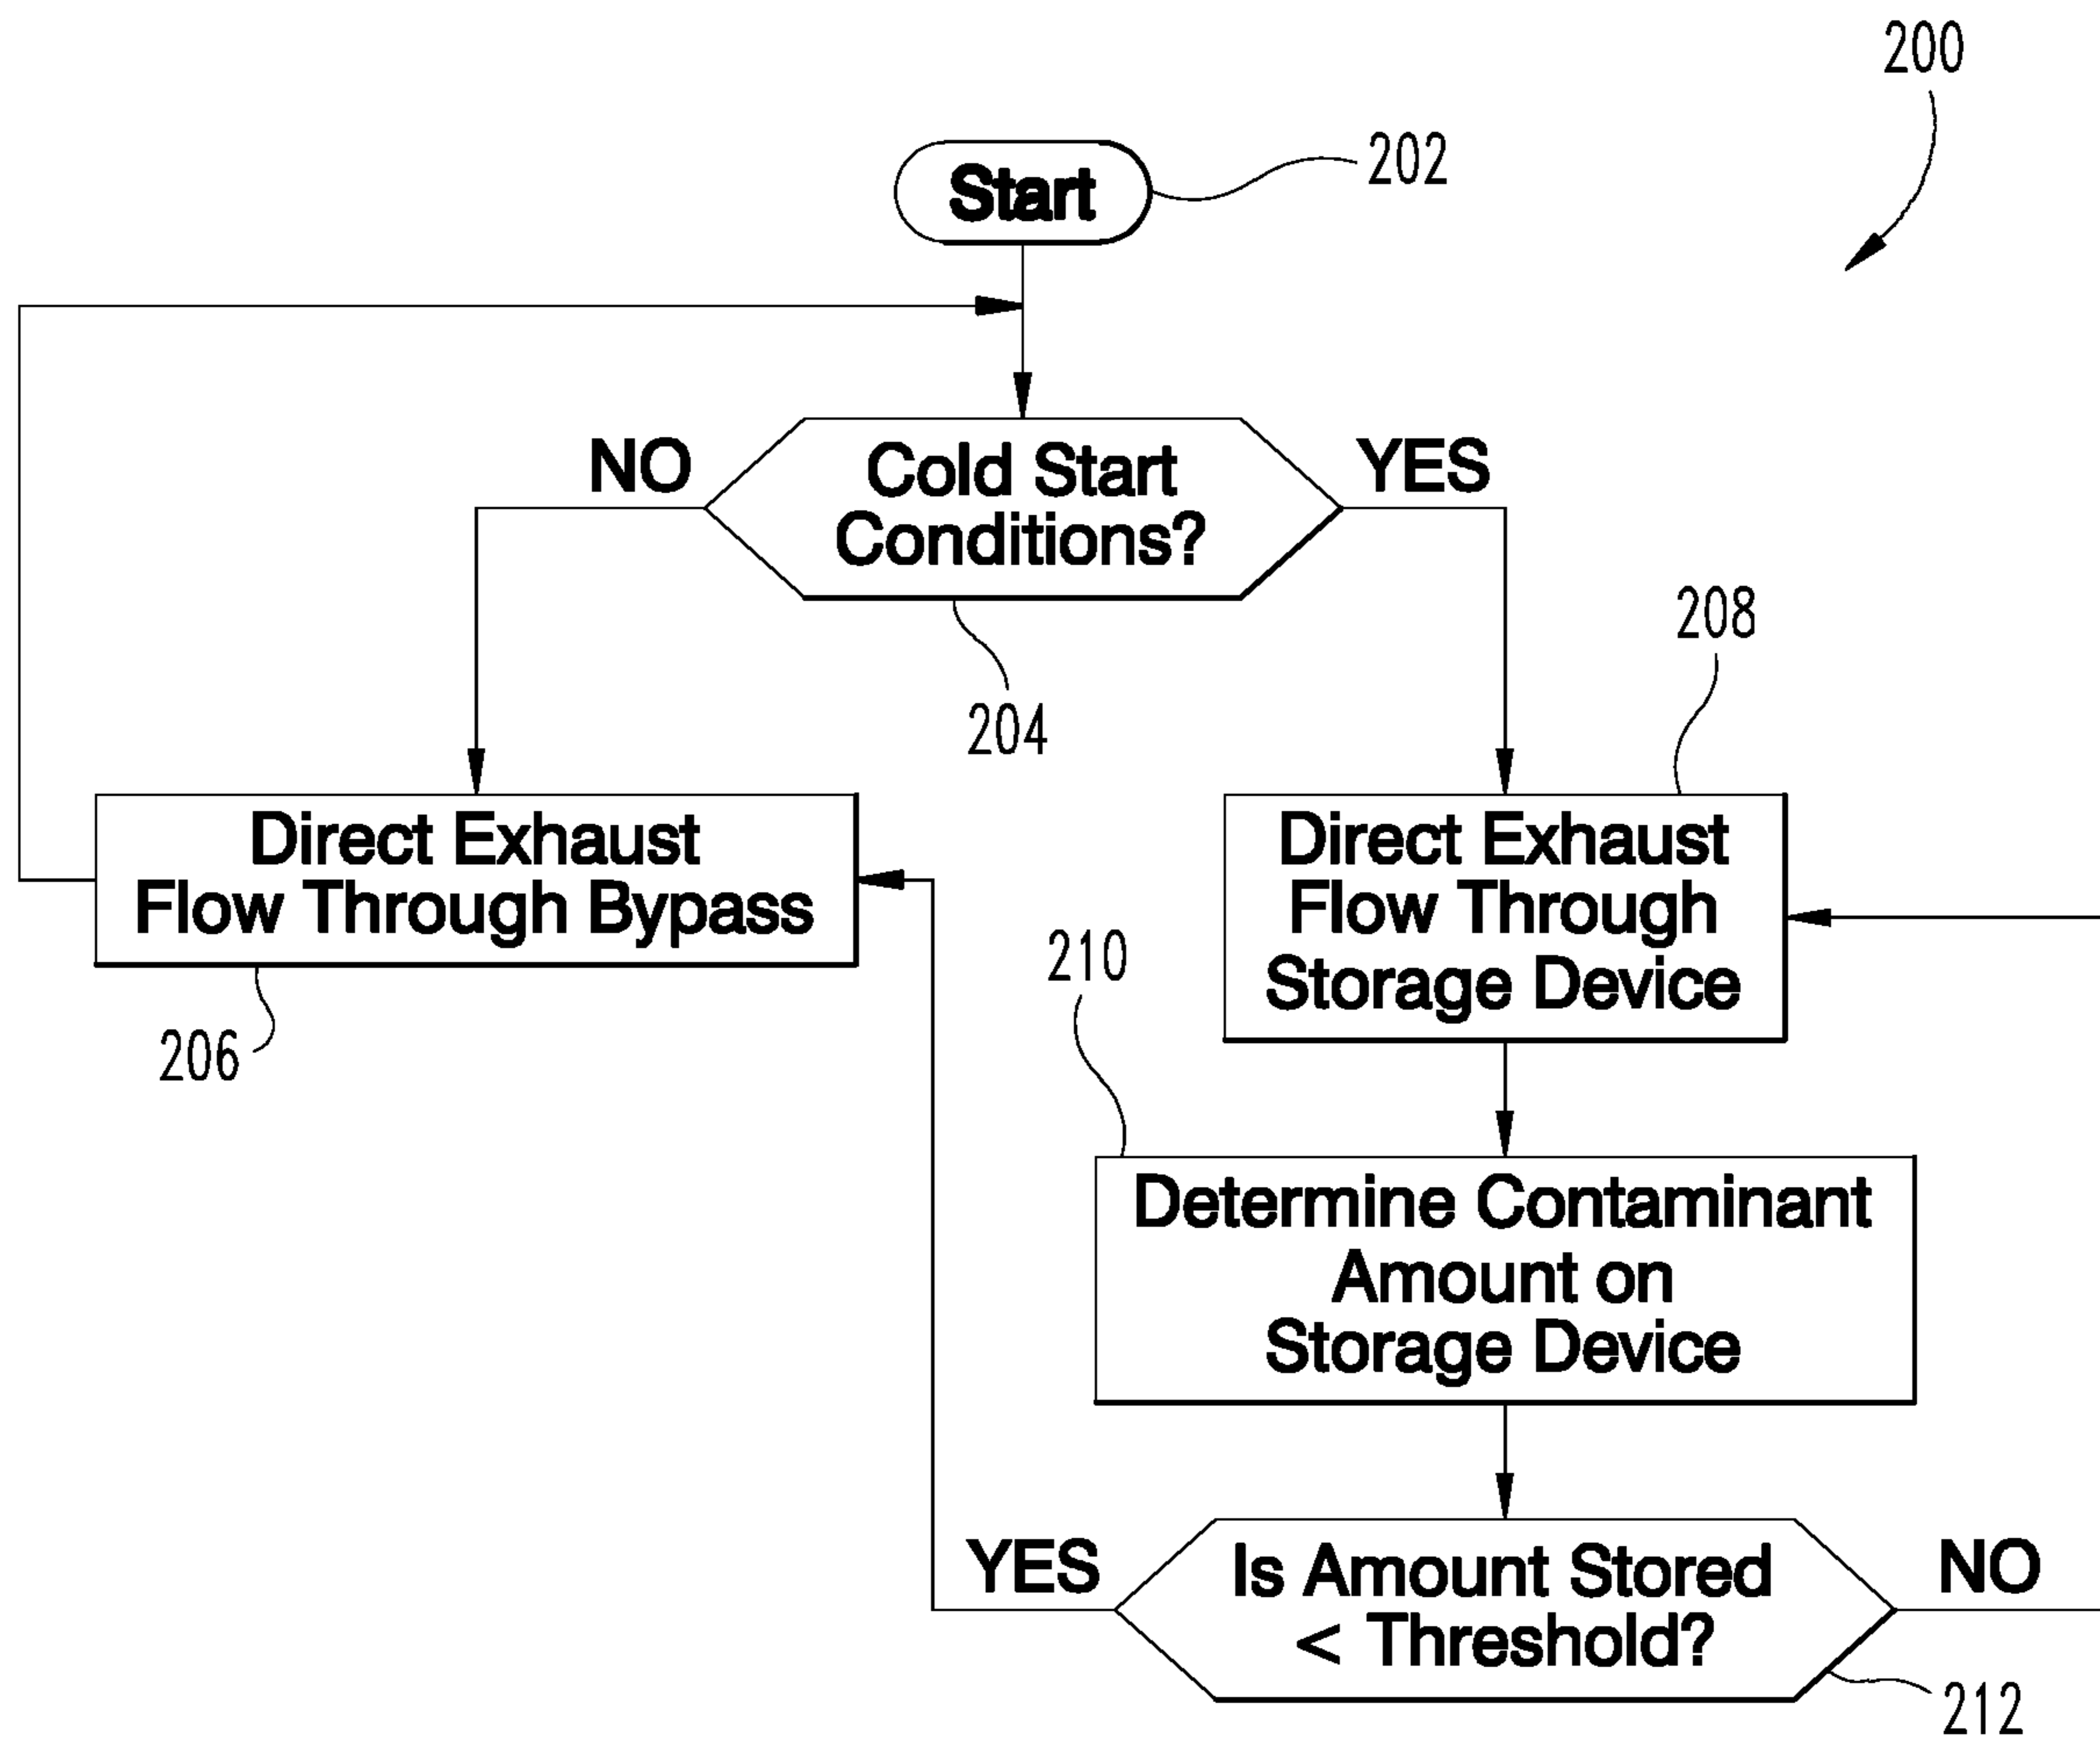 200
Start
202
NO
Cold Start
Conditions?
YES
204
208
Direct Exhaust
Flow Through Bypass
206
Direct Exhaust
Flow Through
Storage Device
210
Determine Contaminant
Amount on
Storage Device
YES
Is Amount Stored
< Threshold?
NO
212